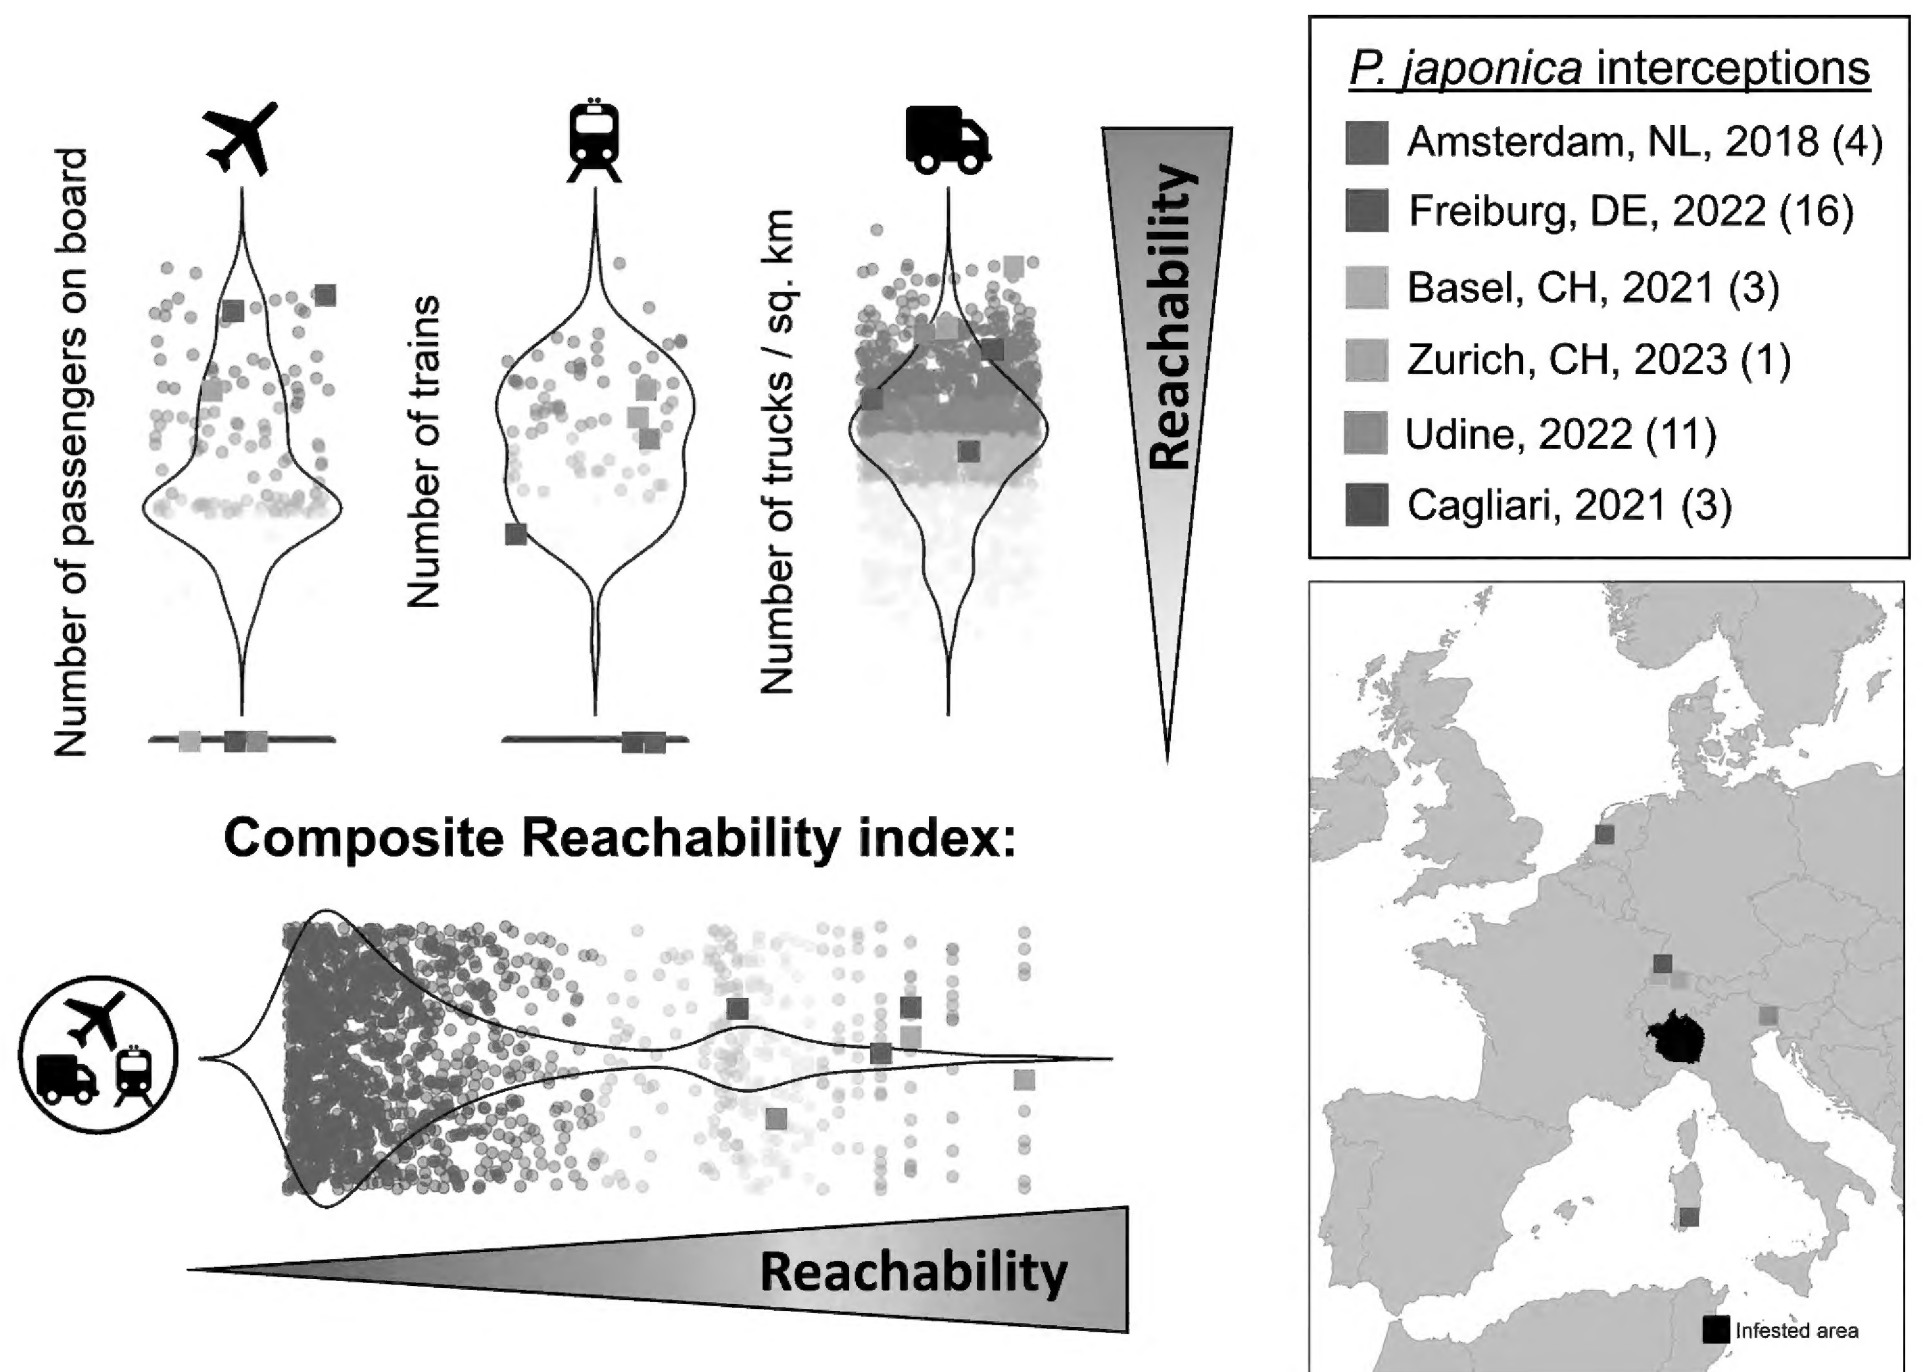 Number of passengers on board
Number of trains
Number of trucks / sq. km
Reachability
P. japonica interceptions
Amsterdam, NL, 2018 (4)
Freiburg, DE, 2022 (16)
Basel, CH, 2021 (3)
Zurich, CH, 2023 (1)
Udine, 2022 (11)
Cagliari, 2021 (3)
Composite Reachability index:
Reachability
Infested area